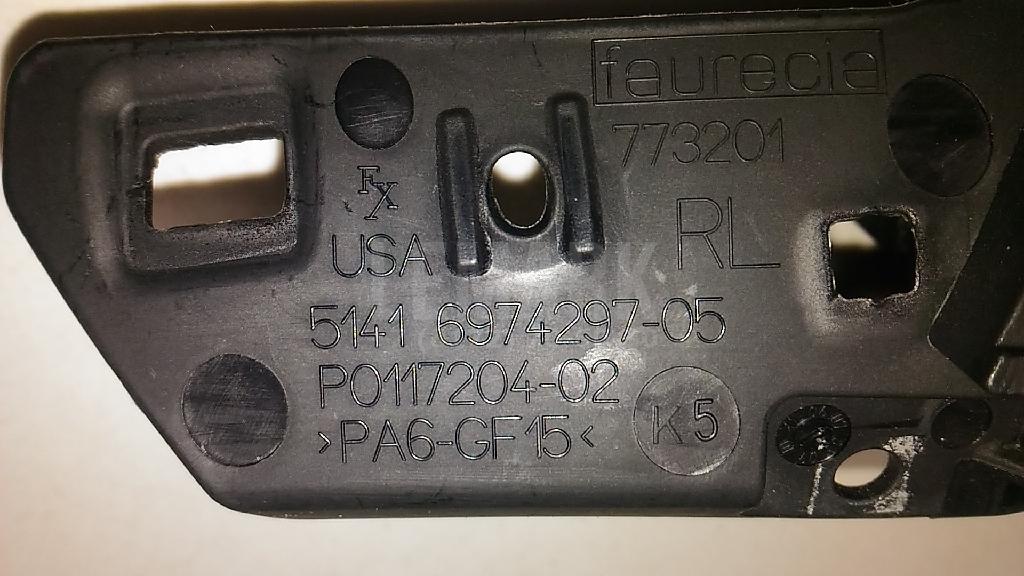 faurecia
773201
FX
USA
RL
5141 6974297-05
P0117204-02
>PA6-GF15<
K5